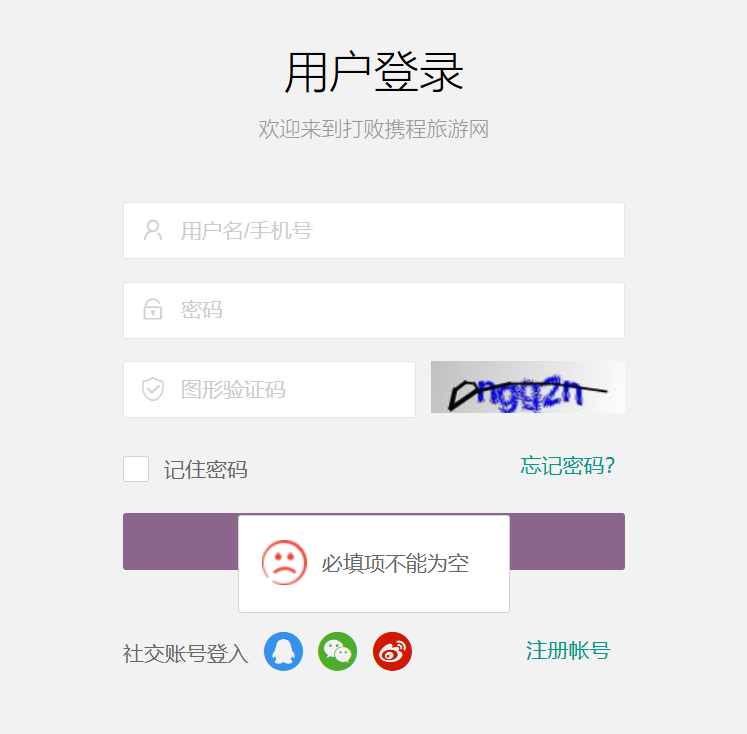 用户登录
欢迎来到打败携程旅游网
用户名/手机号
密码
图形验证码
ngg2n
记住密码
忘记密码?
必填项不能为空
社交账号登入
注册帐号